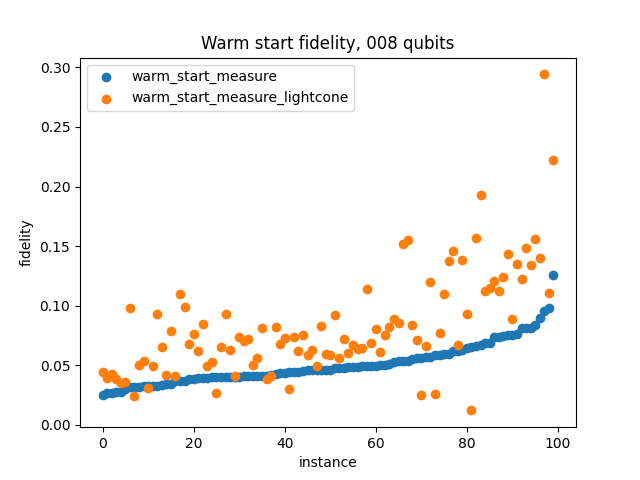 Warm start fidelity, 008 qubits
warm_start_measure
warm_start_measure_lightcone
0.30
0.25
0.20
0.15
0.10
0.05
0.00
fidelity
0 20 40 60 80 100
instance